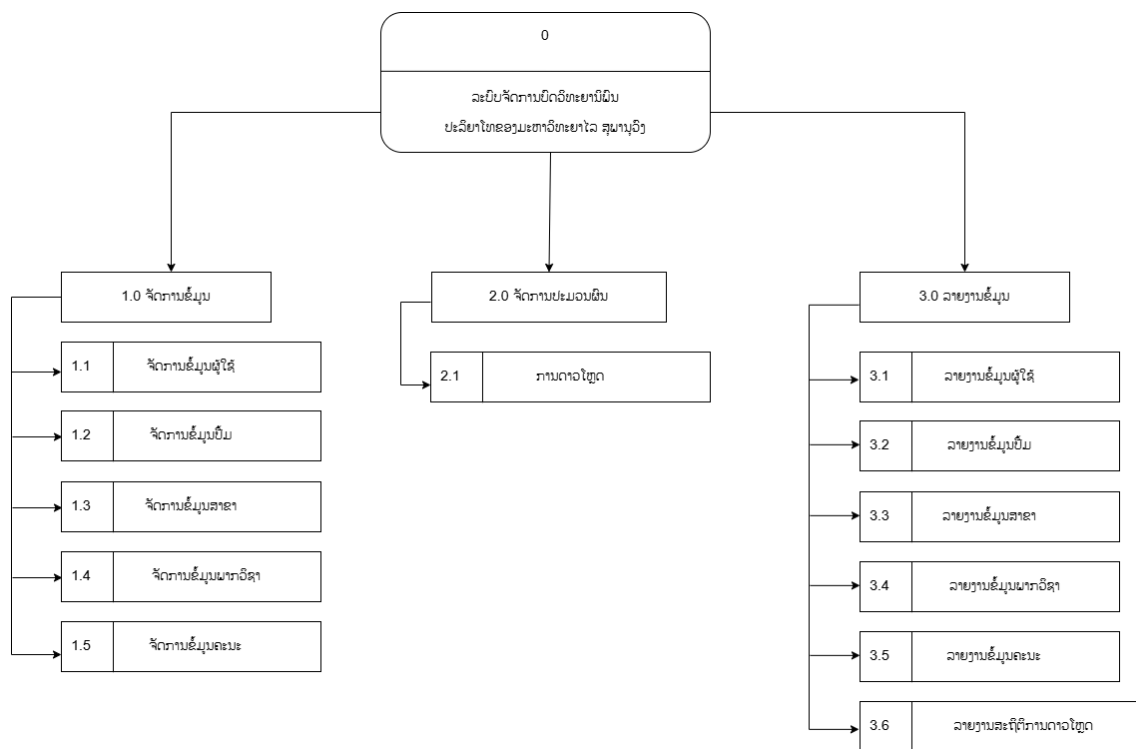 0
ລະບົບຈັດການບົດວິທະຍານິພົນ
ປະລິຍາໂທຂອງມະຫາວິທະຍາໄລ ສຸພານຸວົງ
1.0 ຈັດການຂໍ້ມູນ
1.1 ຈັດການຂໍ້ມູນຜູ້ໃຊ້
1.2 ຈັດການຂໍ້ມູນປຶ້ມ
1.3 ຈັດການຂໍ້ມູນສາຂາ
1.4 ຈັດການຂໍ້ມູນພາກວິຊາ
1.5 ຈັດການຂໍ້ມູນຄະນະ
2.0 ຈັດການປະມວນຜົນ
2.1 ການດາວໂຫຼດ
3.0 ລາຍງານຂໍ້ມູນ
3.1 ລາຍງານຂໍ້ມູນຜູ້ໃຊ້
3.2 ລາຍງານຂໍ້ມູນປຶ້ມ
3.3 ລາຍງານຂໍ້ມູນສາຂາ
3.4 ລາຍງານຂໍ້ມູນພາກວິຊາ
3.5 ລາຍງານຂໍ້ມູນຄະນະ
3.6 ລາຍງານສະຖິຕິການດາວໂຫຼດ